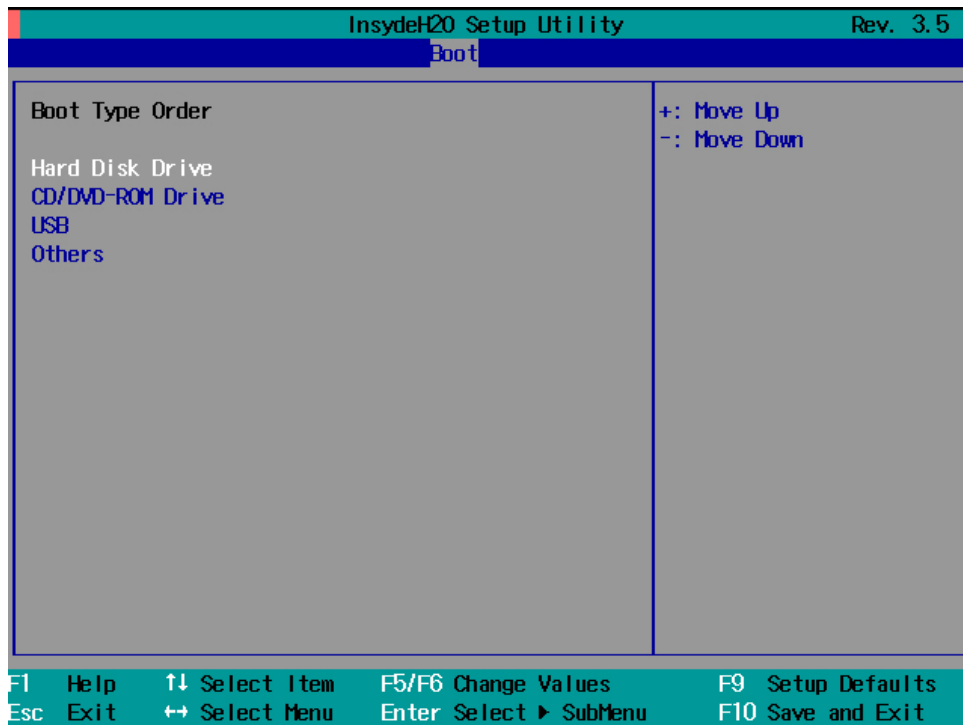 InsydeH2O Setup Utility Rev. 3.5
Boot
Boot Type Order
Hard Disk Drive
CD/DVD-ROM Drive
USB
Others
+: Move Up
-: Move Down
F1 Help ↑↓ Select Item F5/F6 Change Values F9 Setup Defaults
Esc Exit ↔ Select Menu Enter Select ▶ SubMenu F10 Save and Exit